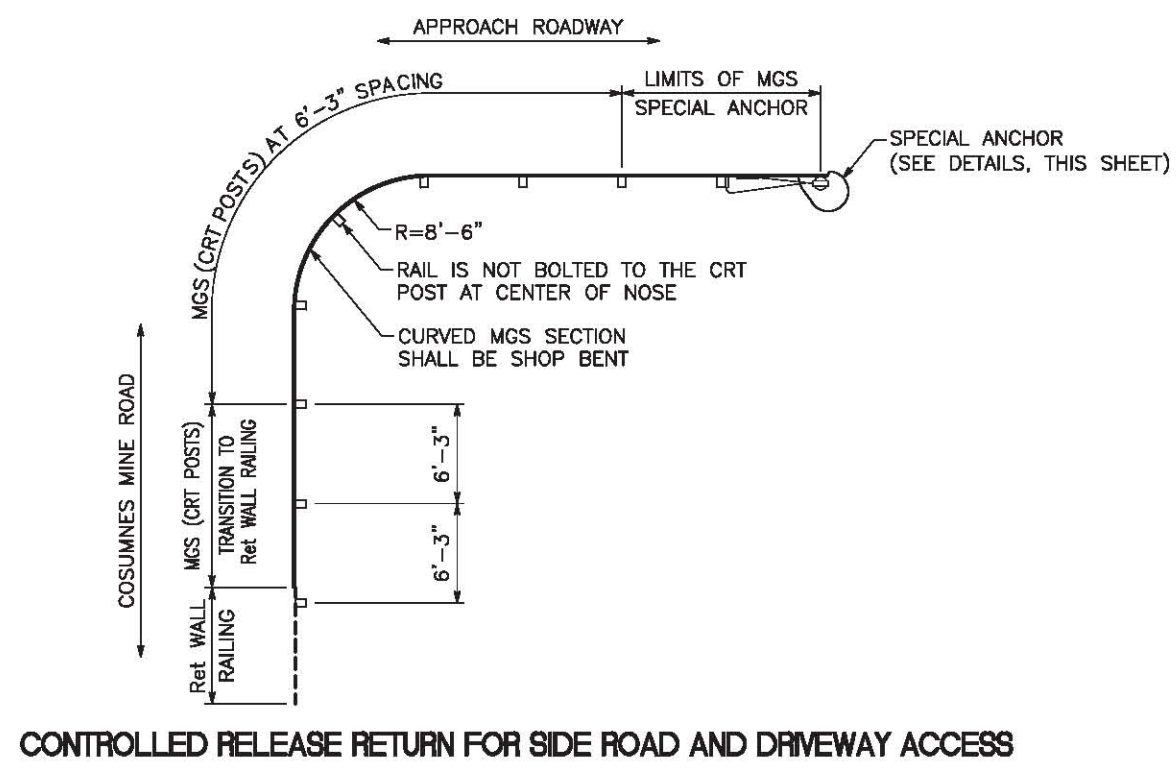 APPROACH ROADWAY
MGS (CRT POSTS) AT 6'-3" SPACING
LIMITS OF MGS
SPECIAL ANCHOR
SPECIAL ANCHOR
(SEE DETAILS, THIS SHEET)
R=8'-6"
RAIL IS NOT BOLTED TO THE CRT
POST AT CENTER OF NOSE
CURVED MGS SECTION
SHALL BE SHOP BENT
COSUMNES MINE ROAD
MGS (CRT POSTS)
TRANSITION TO
Ret WALL RAILING
6'-3"
6'-3"
Ret WALL
RAILING
CONTROLLED RELEASE RETURN FOR SIDE ROAD AND DRIVEWAY ACCESS